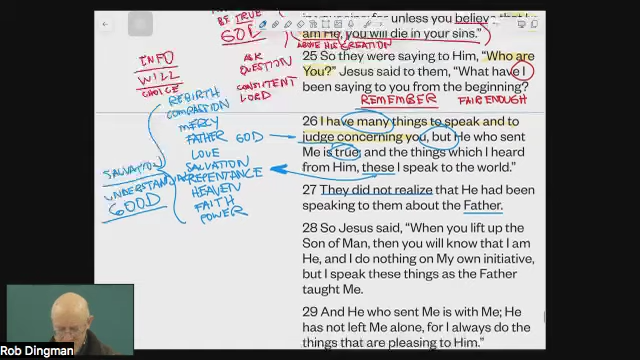 HAVE
BE TRUE
GOD
unless you believe that I
am He, you will die in your sins."
ABOVE HIS CREATION
25 So they were saying to Him, "Who are
You?" Jesus said to them, "What have I
been saying to you from the beginning?
REMEMBER FAIR ENOUGH
INFO
WILL
CHOICE
ASK
QUESTION
CONSISTENT
LORD
REBIRTH
COMPASSION
MERCY
FATHER GOD
LOVE
SALVATION
REPENTANCE
HEAVEN
FAITH
POWER
SALVATION
UNDERSTAND
GOOD
26 I have many things to speak and to
judge concerning you, but He who sent
Me is true; and the things which I heard
from Him, these I speak to the world."
27 They did not realize that He had been
speaking to them about the Father.
28 So Jesus said, "When you lift up the
Son of Man, then you will know that I am
He, and I do nothing on My own initiative,
but I speak these things as the Father
taught Me.
29 And He who sent Me is with Me; He
has not left Me alone, for I always do the
things that are pleasing to Him."
Rob Dingman